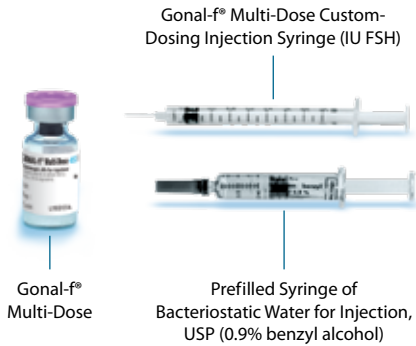 Gonal-f® Multi-Dose Custom-
Dosing Injection Syringe (IU FSH)
Gonal-f®
Multi-Dose
Prefilled Syringe of
Bacteriostatic Water for Injection,
USP (0.9% benzyl alcohol)